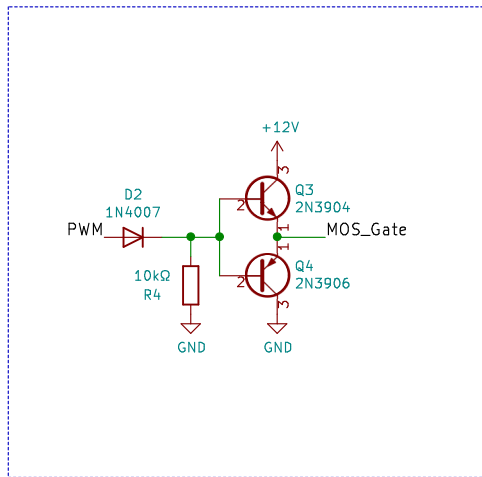 +12V
3
Q3
2N3904
D2
1N4007
2
1
PWM
MOS_Gate
1
10kΩ
R4
Q4
2N3906
2
3
GND
GND